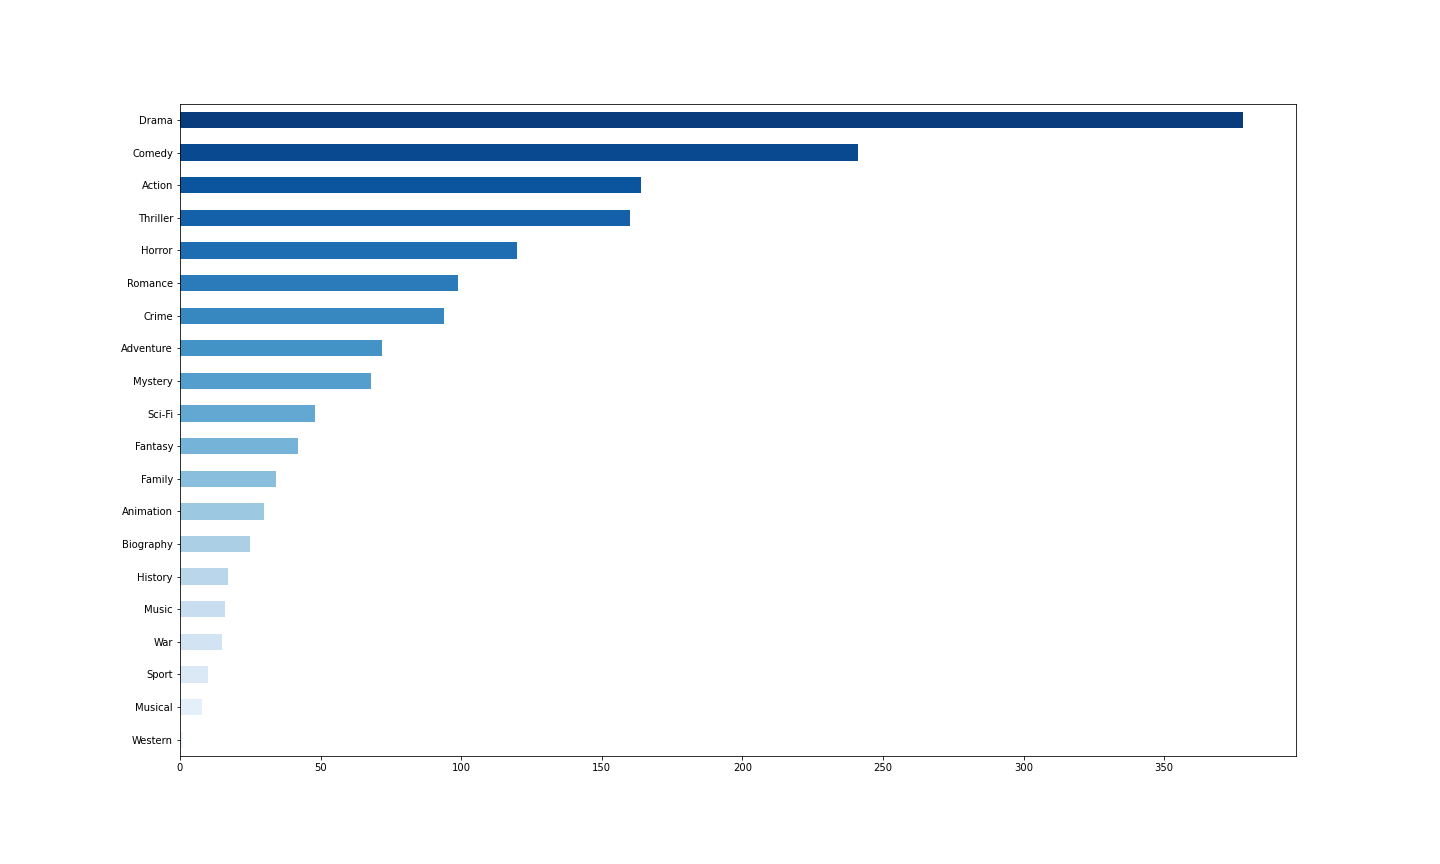 Drama
Comedy
Action
Thriller
Horror
Romance
Crime
Adventure
Mystery
Sci-Fi
Fantasy
Family
Animation
Biography
History
Music
War
Sport
Musical
Western
0 50 100 150 200 250 300 350